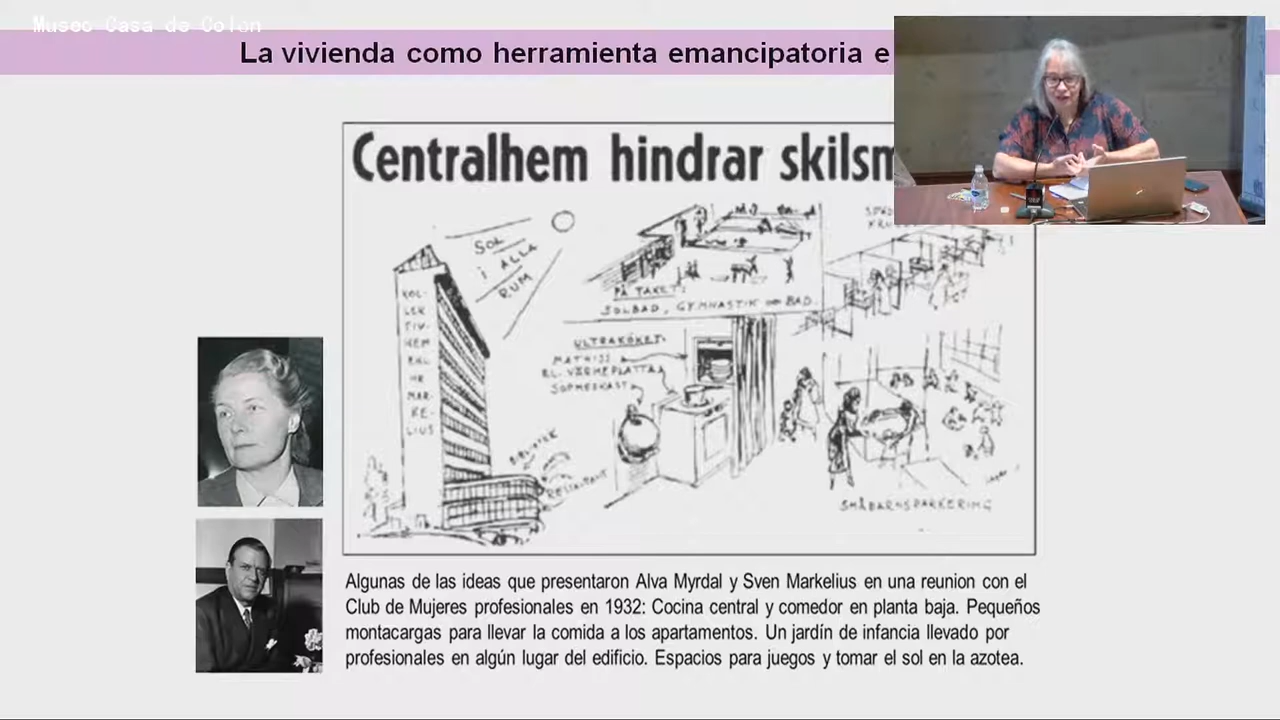 Museo Casa de Colón
La vivienda como herramienta emancipatoria e
Centralhem hindrar skilsm
SOL
I ALLA
RUM
KOL-
LEK
TIV-
HEM
MAR-
KE-
LIUS
PÅ TAKET:
SOLBAD, GYMNASTIK OCH BAD.
ULTRAKÖKET.
MATHISS
EL. VÄRMEPLATTA
SOPNEDKAST
RESTAURANT
SMÅBARNSPARKERING
Algunas de las ideas que presentaron Alva Myrdal y Sven Markelius en una reunion con el
Club de Mujeres profesionales en 1932: Cocina central y comedor en planta baja. Pequeños
montacargas para llevar la comida a los apartamentos. Un jardín de infancia llevado por
profesionales en algún lugar del edificio. Espacios para juegos y tomar el sol en la azotea.